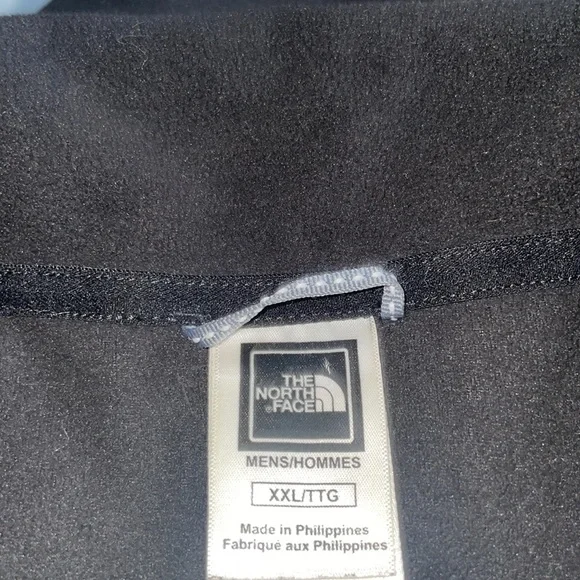 THE
NORTH
FACE
MENS/HOMMES
XXL/TTG
Made in Philippines
Fabriqué aux Philippines